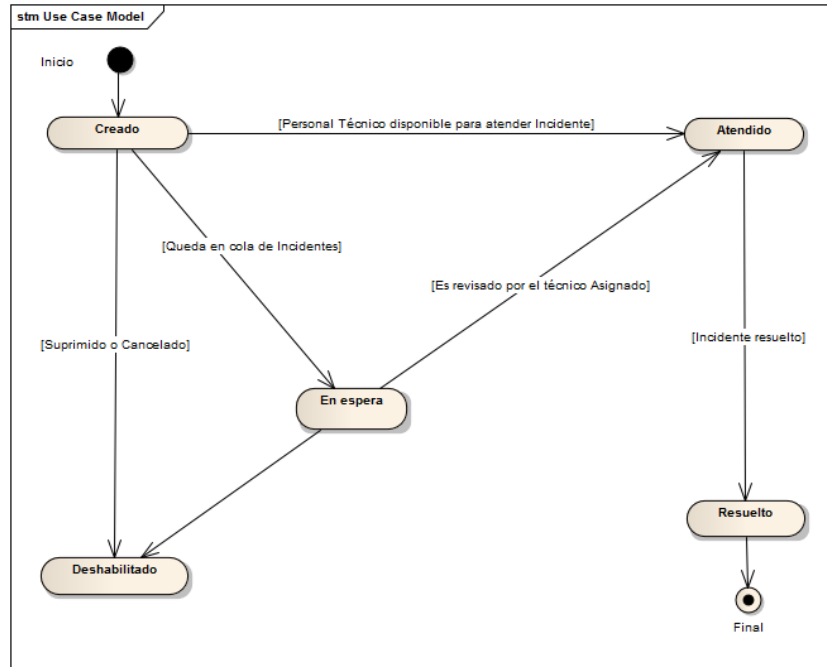 stm Use Case Model
Inicio
Creado
[Personal Técnico disponible para atender Incidente]
Atendido
[Queda en cola de Incidentes]
[Es revisado por el técnico Asignado]
[Suprimido o Cancelado]
[Incidente resuelto]
En espera
Resuelto
Deshabilitado
Final